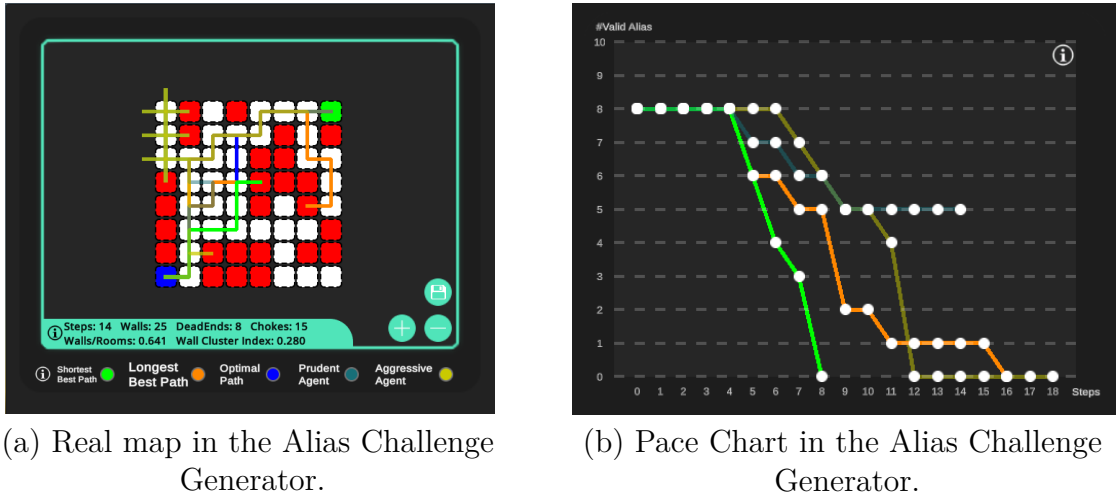 Steps: 14 Walls: 25 DeadEnds: 8 Chokes: 15
Walls/Rooms: 0.641 Wall Cluster Index: 0.280
Shortest Best Path
Longest Best Path
Optimal Path
Prudent Agent
Aggressive Agent
(a) Real map in the Alias Challenge
Generator.
#Valid Alias
10
9
8
7
6
5
4
3
2
1
0
0 1 2 3 4 5 6 7 8 9 10 11 12 13 14 15 16 17 18 Steps
(b) Pace Chart in the Alias Challenge
Generator.